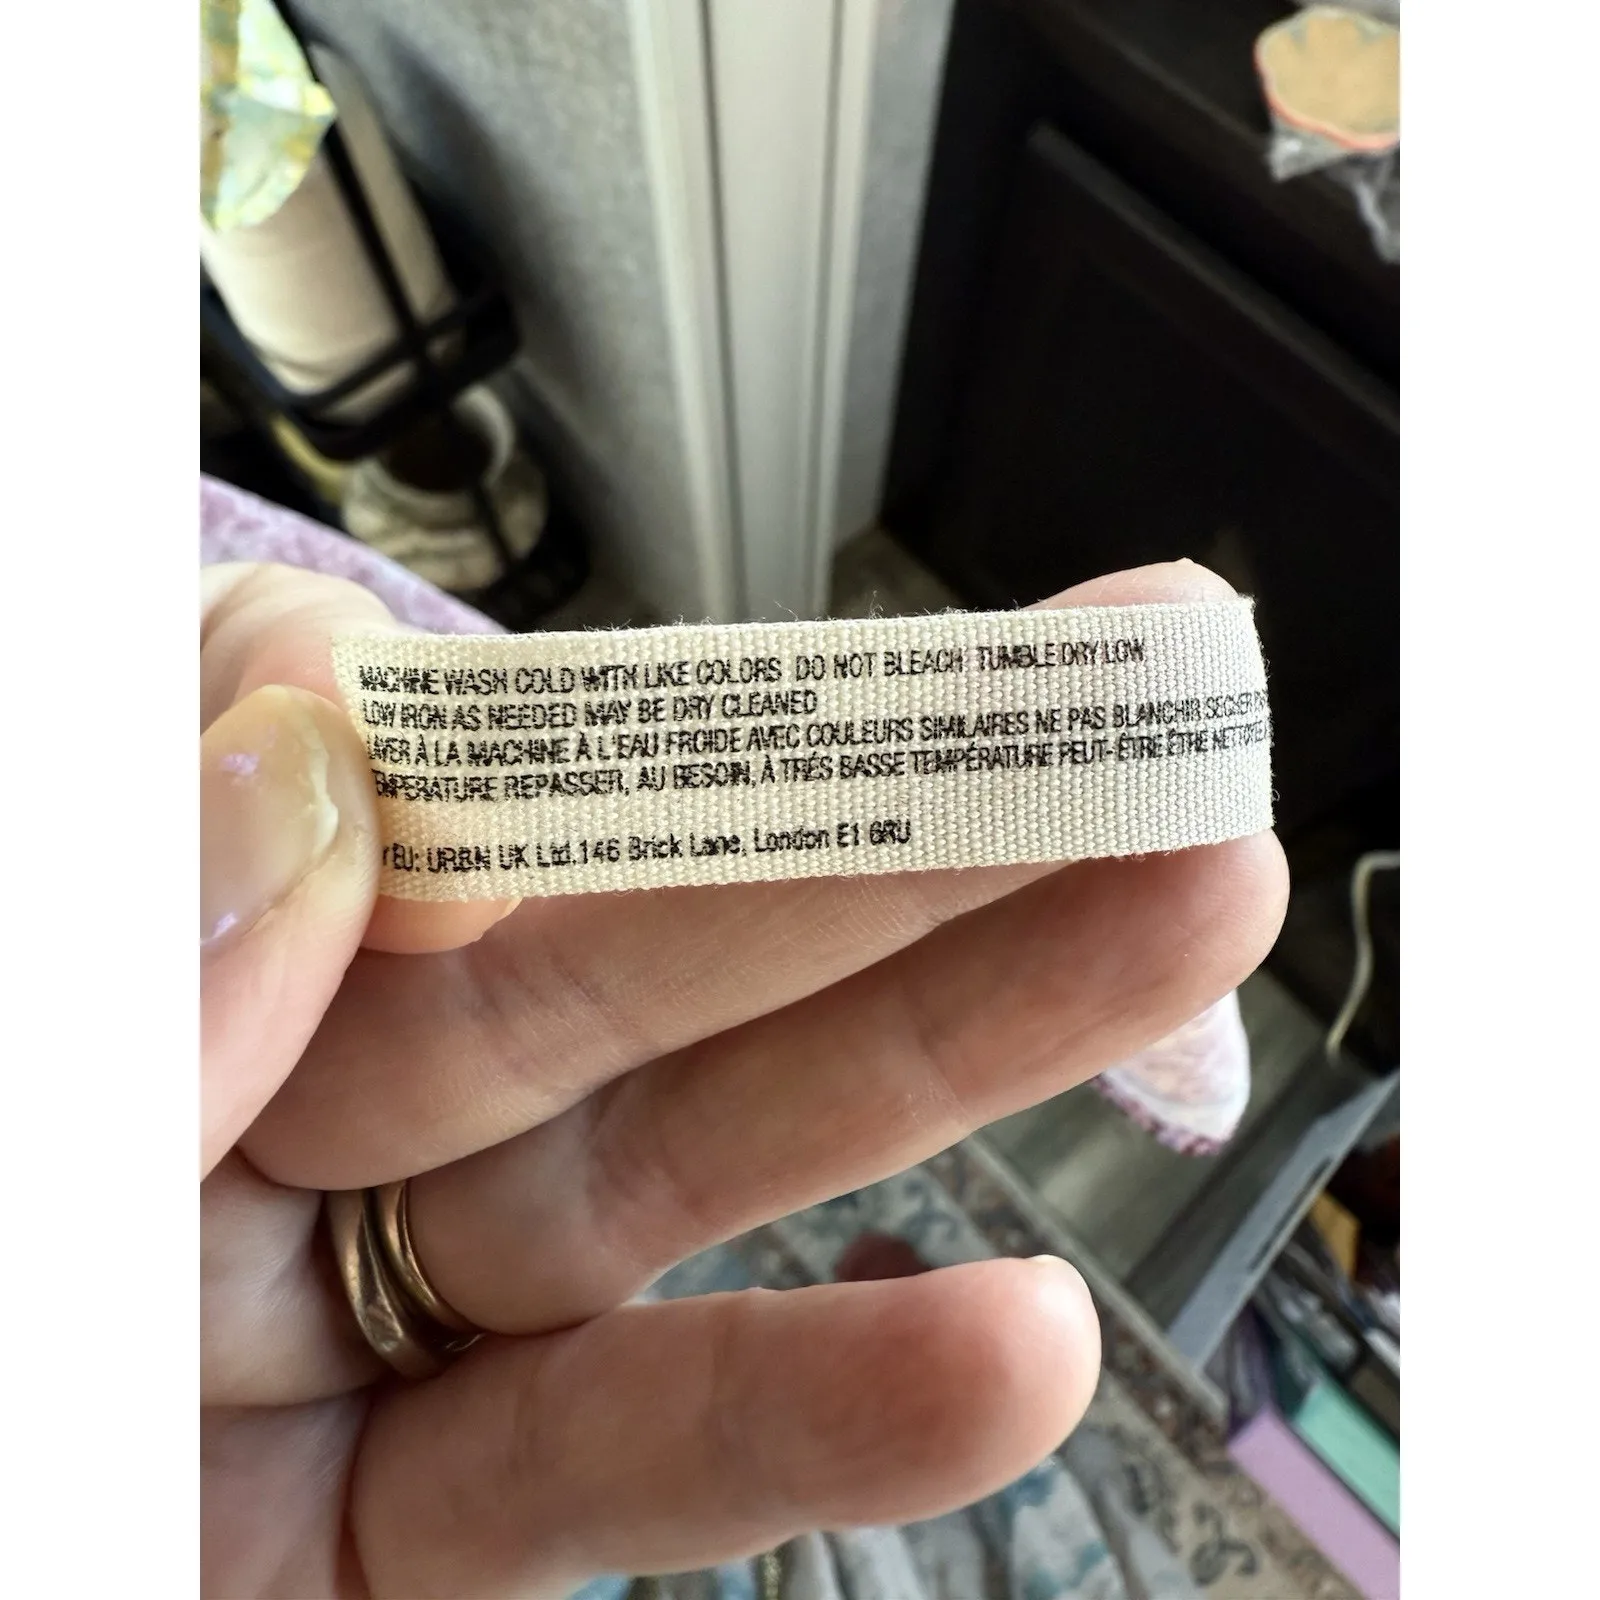 MACHINE WASH COLD WITH LIKE COLORS DO NOT BLEACH TUMBLE DRY LOW
LOW IRON AS NEEDED MAY BE DRY CLEANED
LAVER À LA MACHINE À L'EAU FROIDE AVEC COULEURS SIMILAIRES NE PAS BLANCHIR SECHER
TEMPERATURE REPASSER, AU BESOIN, À TRÉS BASSE TEMPÉRATURE PEUT-ÊTRE ÊTHE
EU: URBN UK Ltd.146 Brick Lane, London E1 6RU